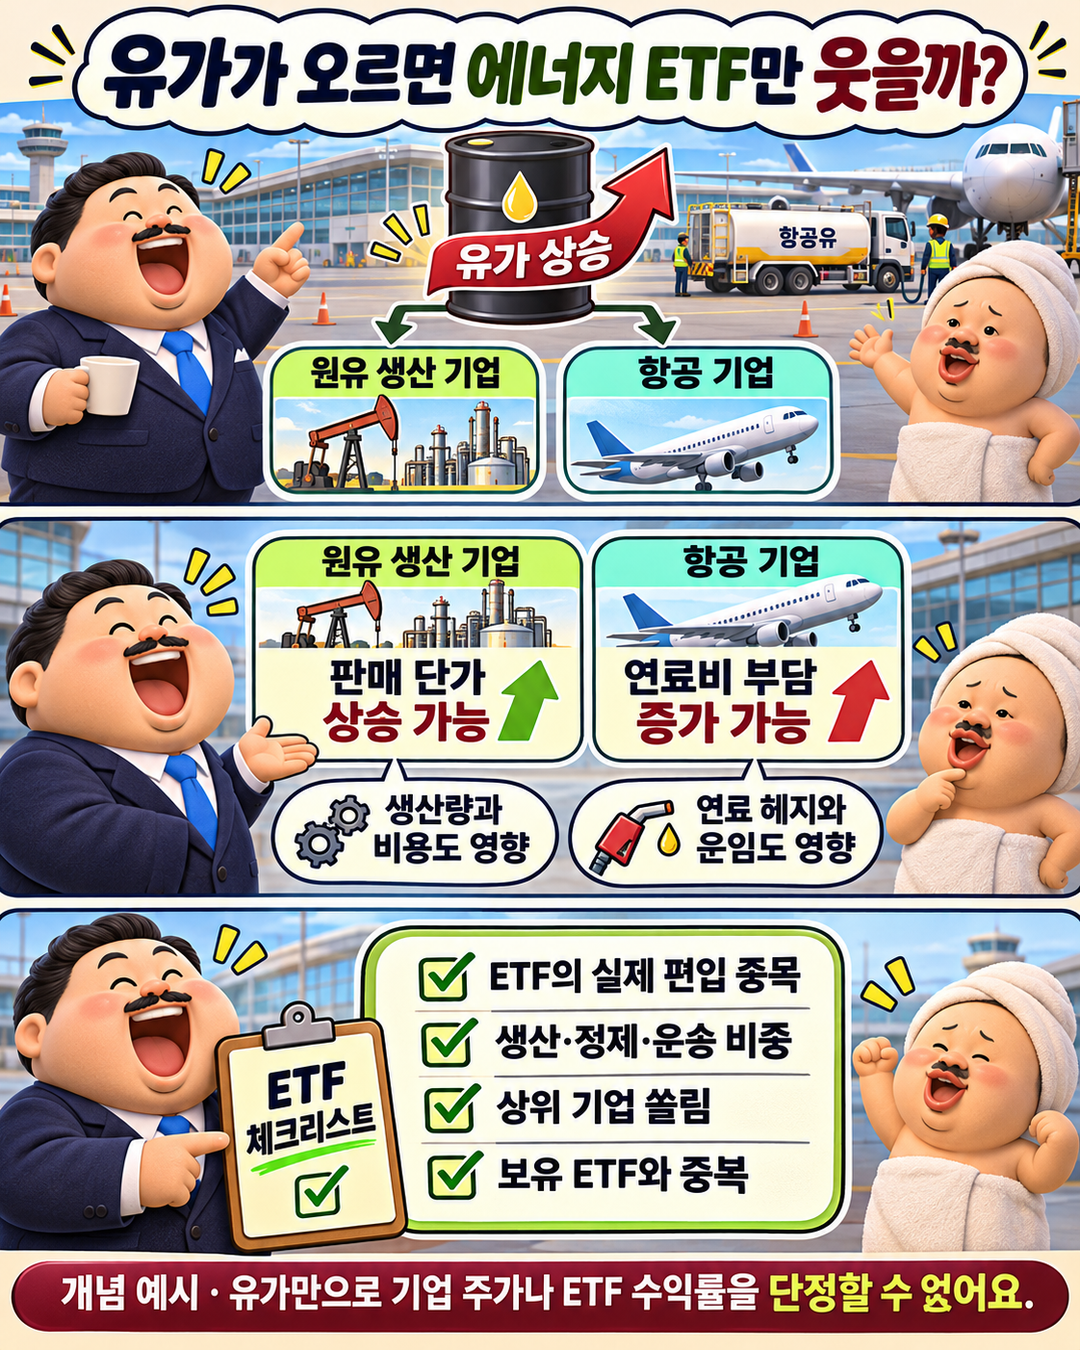 유가가 오르면 에너지 ETF만 웃을까?
항공유
유가 상승
원유 생산 기업
항공 기업
원유 생산 기업
판매 단가
상승 가능
항공 기업
연료비 부담
증가 가능
생산량과
비용도 영향
연료 헤지와
운임도 영향
ETF
체크리스트
ETF의 실제 편입 종목
생산·정제·운송 비중
상위 기업 쏠림
보유 ETF와 중복
개념 예시 · 유가만으로 기업 주가나 ETF 수익률을 단정할 수 없어요.